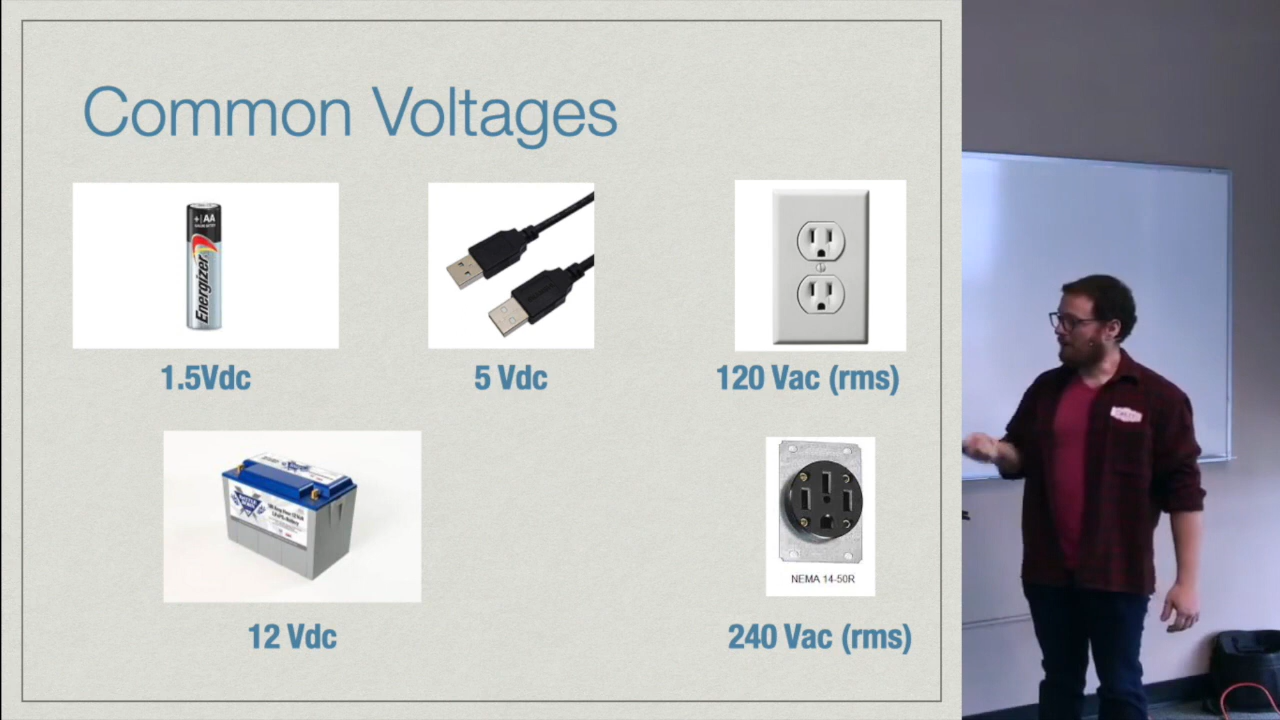 Common Voltages
+ AA
Energizer
1.5Vdc
5 Vdc
120 Vac (rms)
12 Vdc
NEMA 14-50R
240 Vac (rms)